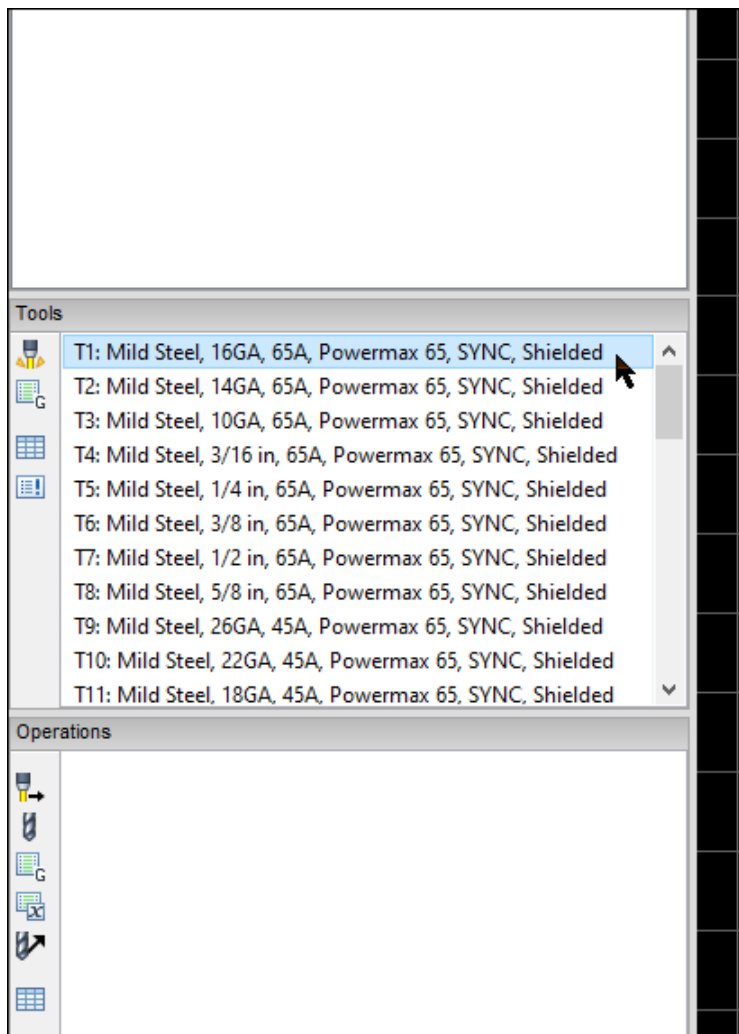 Tools
T1: Mild Steel, 16GA, 65A, Powermax 65, SYNC, Shielded
T2: Mild Steel, 14GA, 65A, Powermax 65, SYNC, Shielded
T3: Mild Steel, 10GA, 65A, Powermax 65, SYNC, Shielded
T4: Mild Steel, 3/16 in, 65A, Powermax 65, SYNC, Shielded
T5: Mild Steel, 1/4 in, 65A, Powermax 65, SYNC, Shielded
T6: Mild Steel, 3/8 in, 65A, Powermax 65, SYNC, Shielded
T7: Mild Steel, 1/2 in, 65A, Powermax 65, SYNC, Shielded
T8: Mild Steel, 5/8 in, 65A, Powermax 65, SYNC, Shielded
T9: Mild Steel, 26GA, 45A, Powermax 65, SYNC, Shielded
T10: Mild Steel, 22GA, 45A, Powermax 65, SYNC, Shielded
T11: Mild Steel, 18GA, 45A, Powermax 65, SYNC, Shielded
G
Operations
G
x